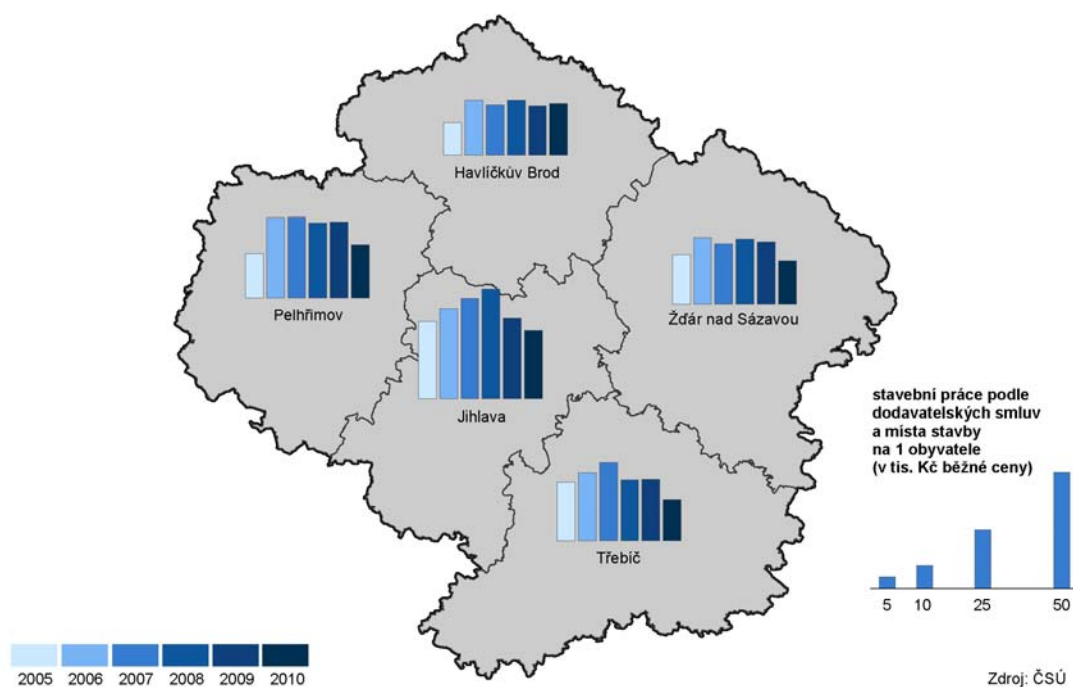 Havlíčkův Brod
Pelhřimov
Žďár nad Sázavou
Jihlava
Třebíč
stavební práce podle
dodavatelských smluv
a místa stavby
na 1 obyvatele
(v tis. Kč běžné ceny)
5 10 25 50
2005 2006 2007 2008 2009 2010
Zdroj: ČSÚ